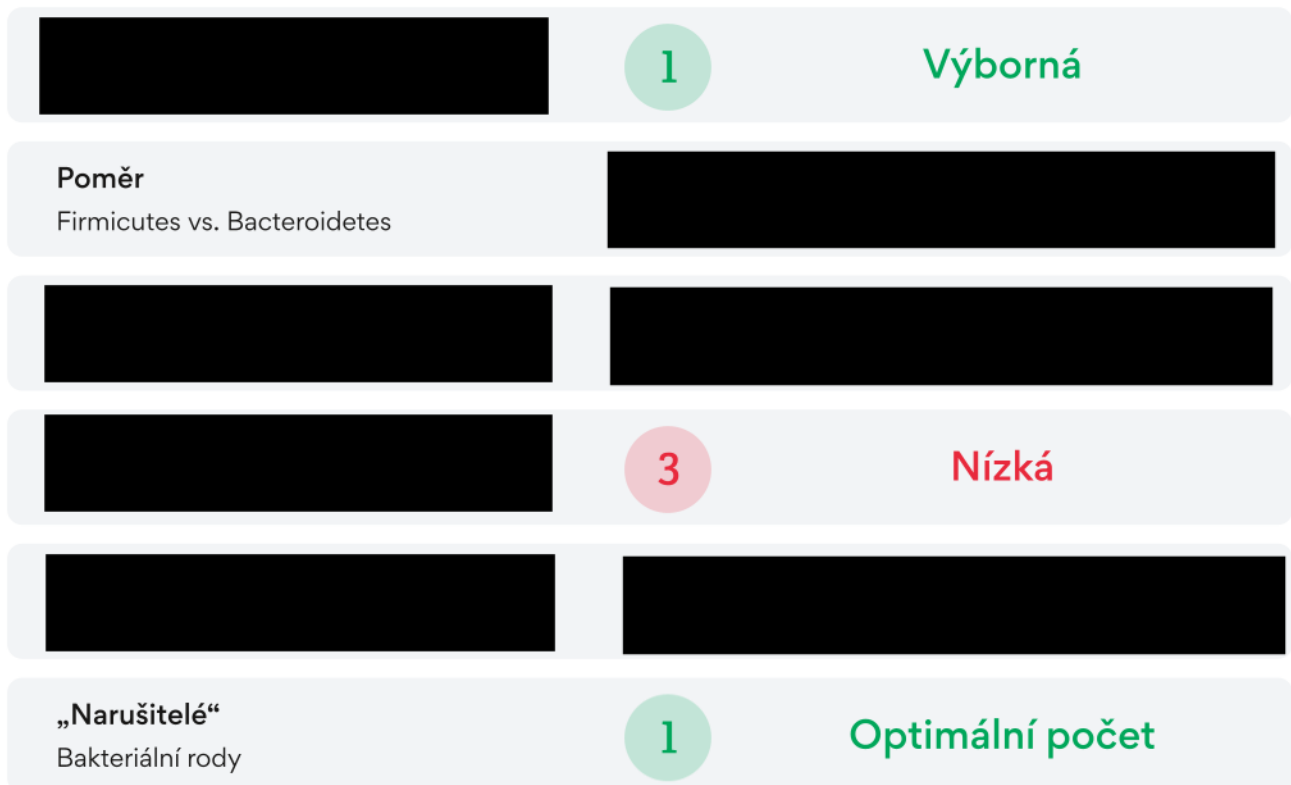 1 Výborná
Poměr
Firmicutes vs. Bacteroidetes
3 Nízká
„Narušitelé“
Bakteriální rody
1 Optimální počet